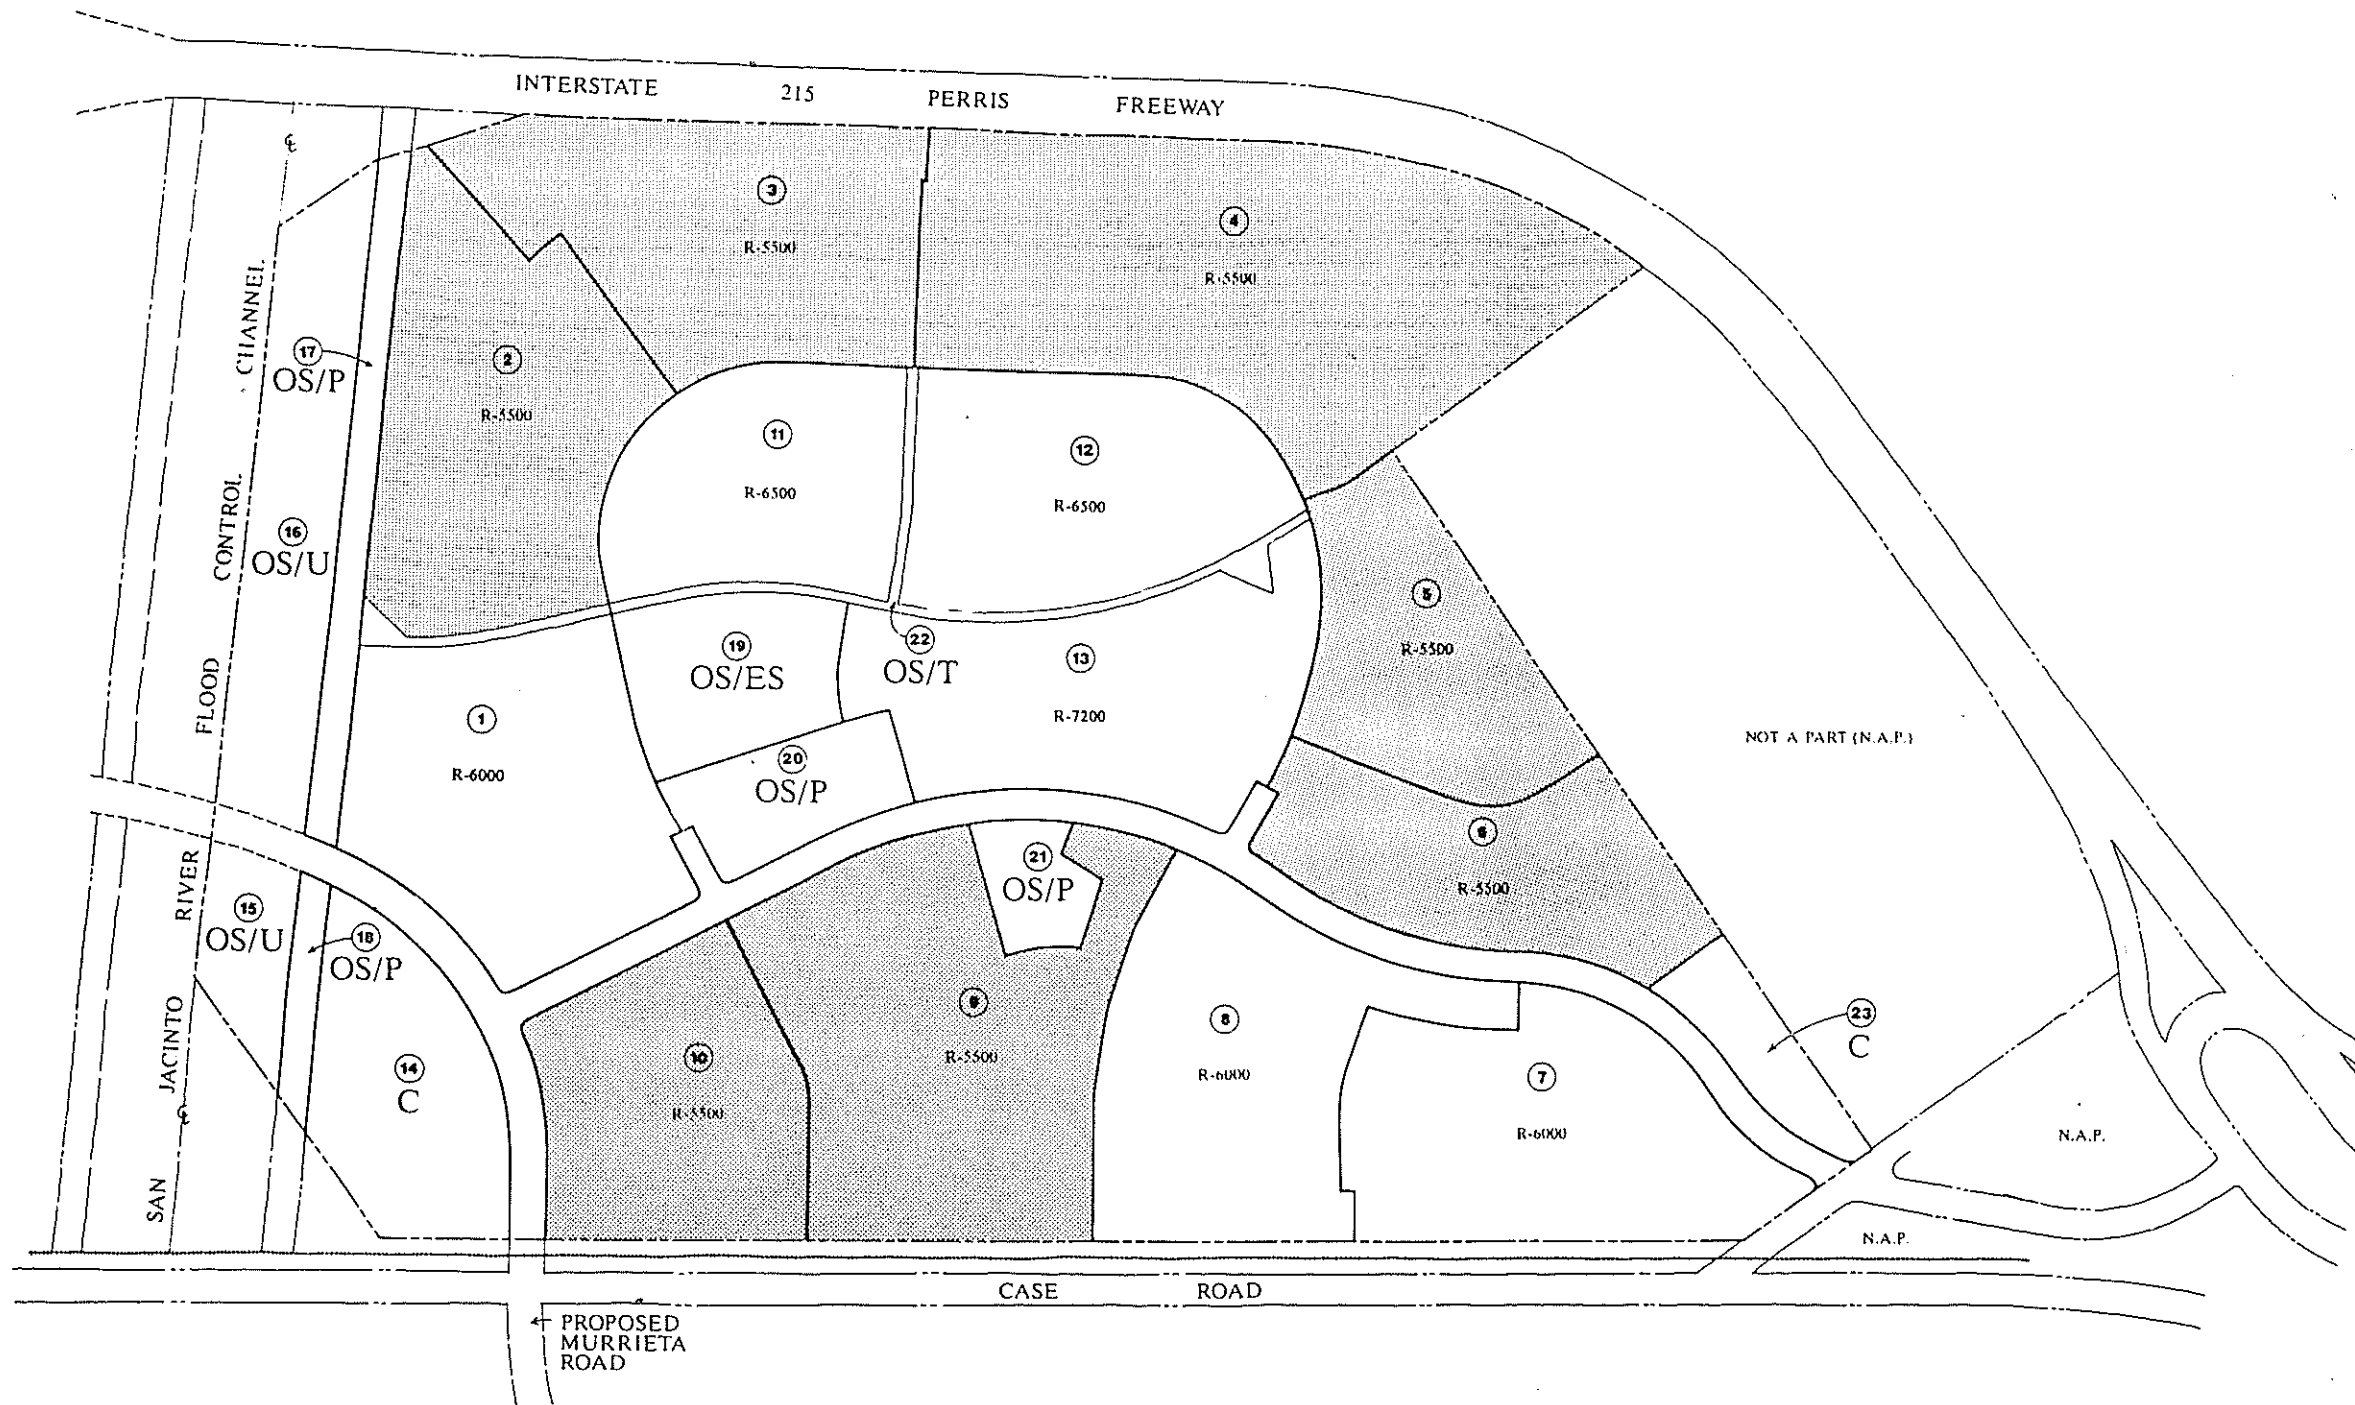 INTERSTATE 215 PERRIS FREEWAY
℄
3
R-5500
4
R-5500
17
OS/P
2
R-5500
11
R-6500
12
R-6500
16
OS/U
5
R-5500
19
OS/ES
22
OS/T
13
R-7200
1
R-6000
20
OS/P
NOT A PART (N.A.P.)
6
R-5500
21
OS/P
15
OS/U
18
OS/P
9
R-5500
8
R-6000
23
C
10
R-5500
14
C
7
R-6000
N.A.P.
N.A.P.
SAN JACINTO RIVER FLOOD CONTROL CHANNEL
℄
CASE ROAD
PROPOSED
MURRIETA
ROAD